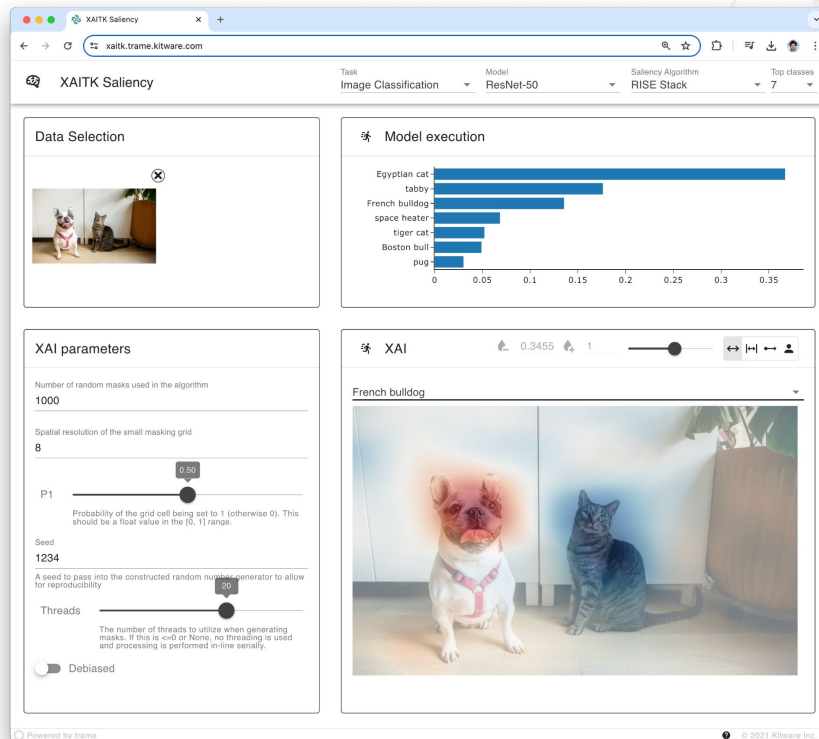 XAITK Saliency
xaitk.trame.kitware.com
XAITK Saliency
Task
Image Classification
Model
ResNet-50
Saliency Algorithm
RISE Stack
Top classes
7
Data Selection
Model execution
Egyptian cat
tabby
French bulldog
space heater
tiger cat
Boston bull
pug
0 0.05 0.1 0.15 0.2 0.25 0.3 0.35
XAI parameters
Number of random masks used in the algorithm
1000
Spatial resolution of the small masking grid
8
0.50
P1
Probability of the grid cell being set to 1 (otherwise 0). This
should be a float value in the [0, 1] range.
Seed
1234
A seed to pass into the constructed random number generator to allow
for reproducibility
20
Threads
The number of threads to utilize when generating
masks. If this is <=0 or None, no threading is used
and processing is performed in-line serially.
Debiased
XAI
0.3455 1
French bulldog
Powered by trame
© 2021 Kitware Inc.